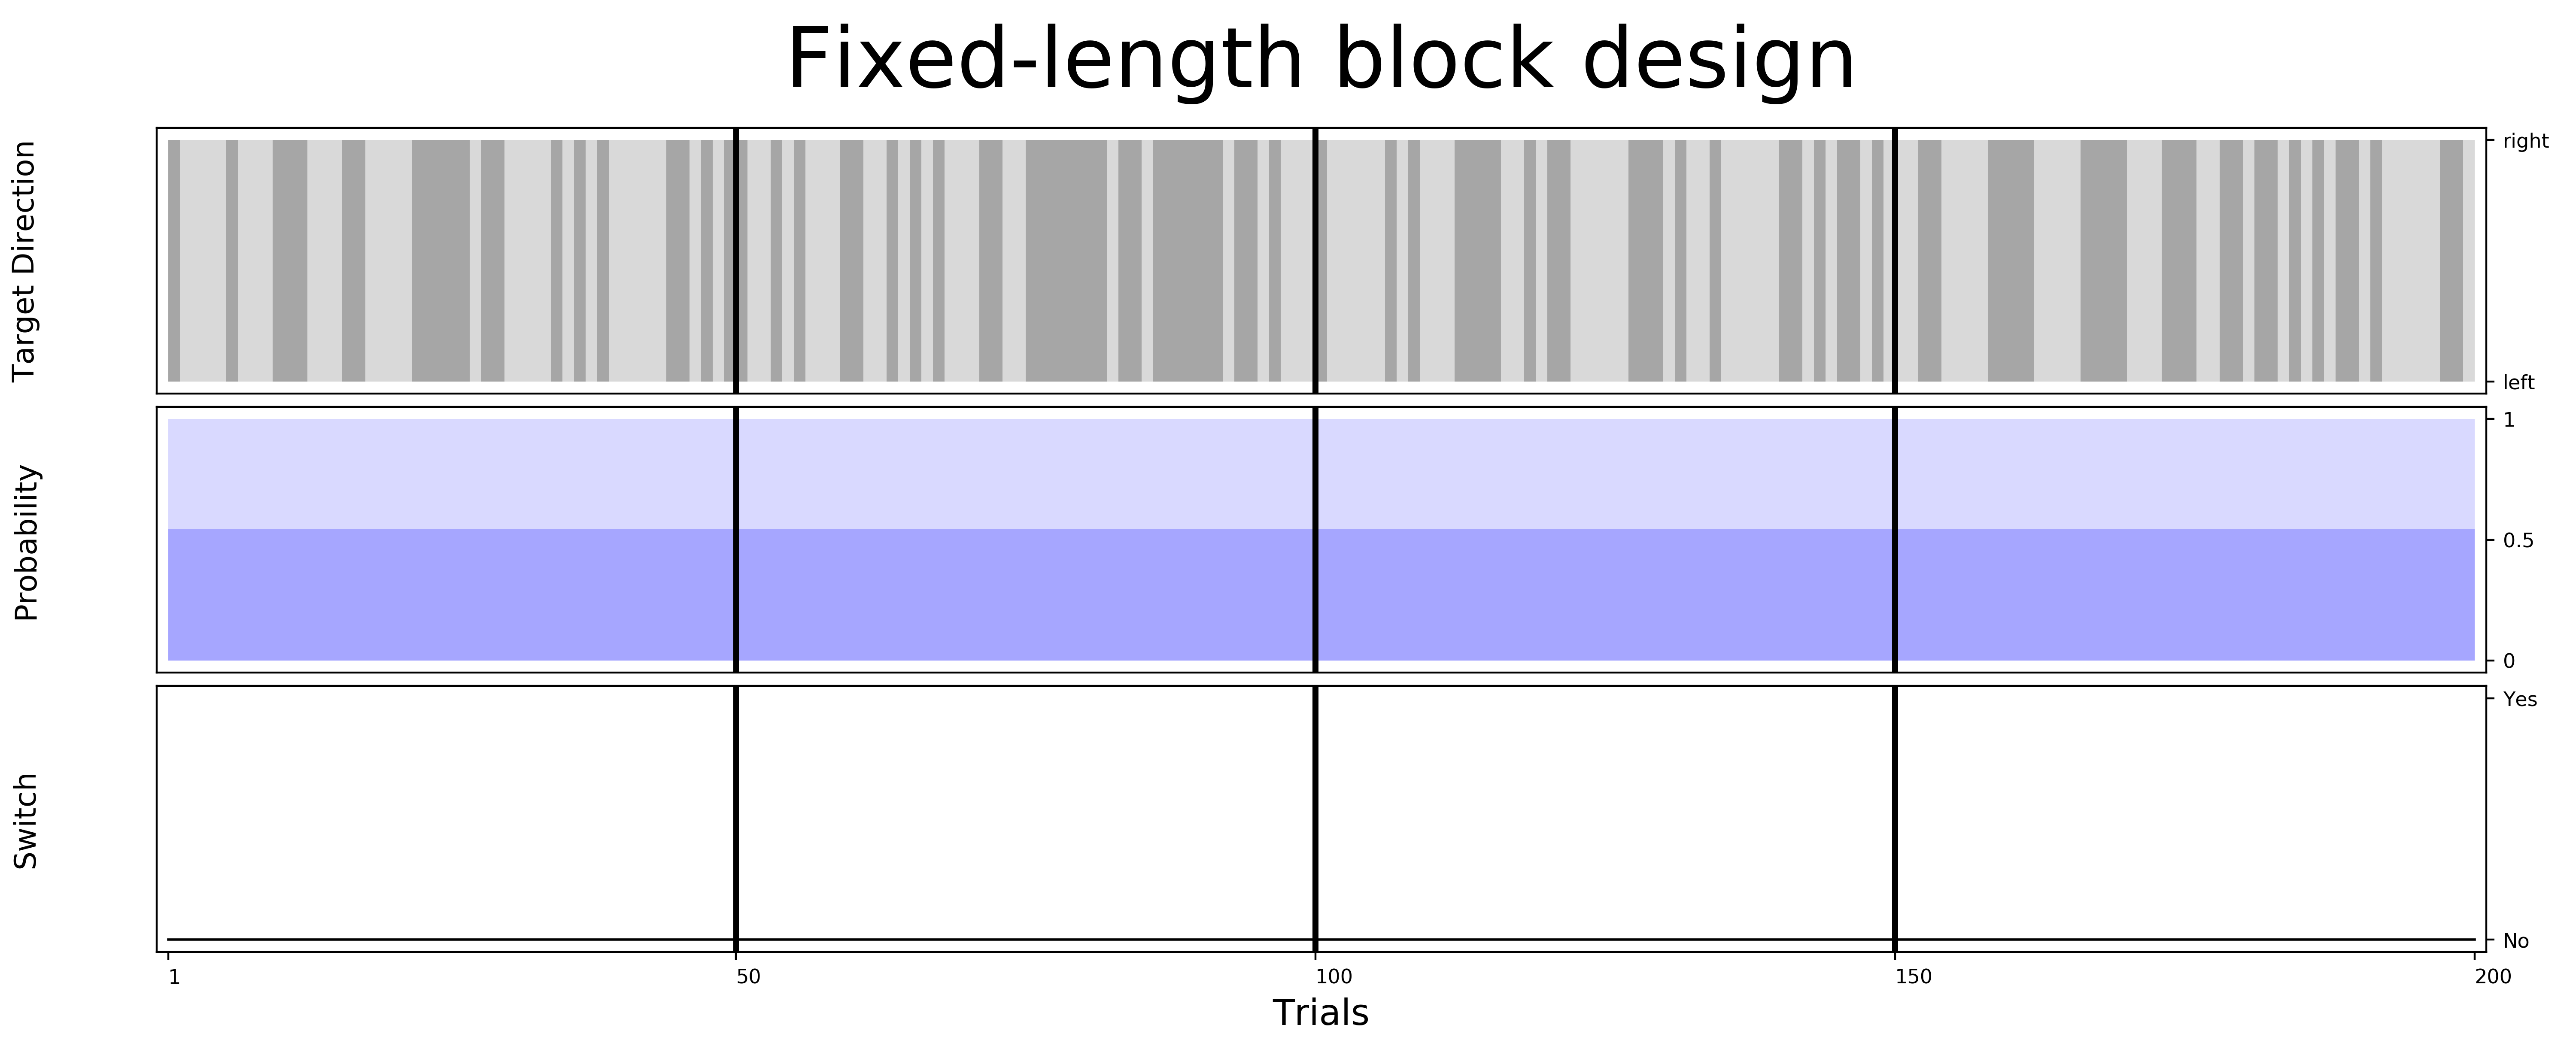 Fixed-length block design
Target Direction
right
left
Probability
1
0.5
0
Switch
Yes
No
1 50 100 150 200
Trials